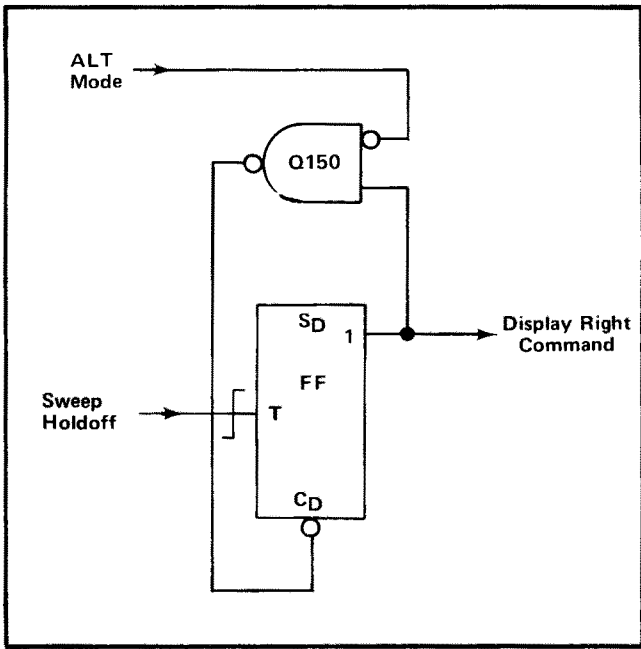 ALT
Mode
Q150
SD
1
Display Right
Command
FF
Sweep
Holdoff
T
CD